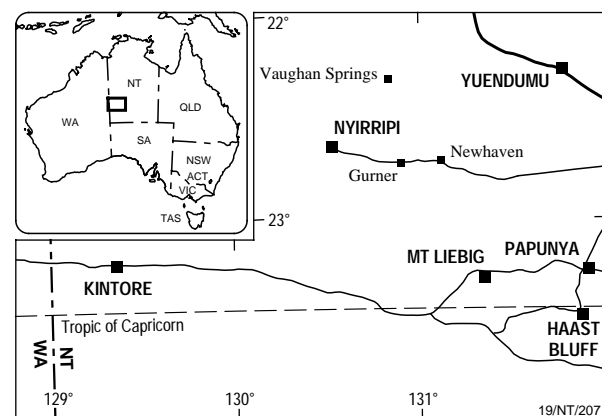 22°
NT
WA
QLD
SA
NSW
ACT
VIC
TAS
Vaughan Springs
YUENDUMU
NYIRRIPI
Newhaven
Gurner
23°
MT LIEBIG
PAPUNYA
KINTORE
Tropic of Capricorn
HAAST
BLUFF
WA
NT
129°
130°
131°
19/NT/207